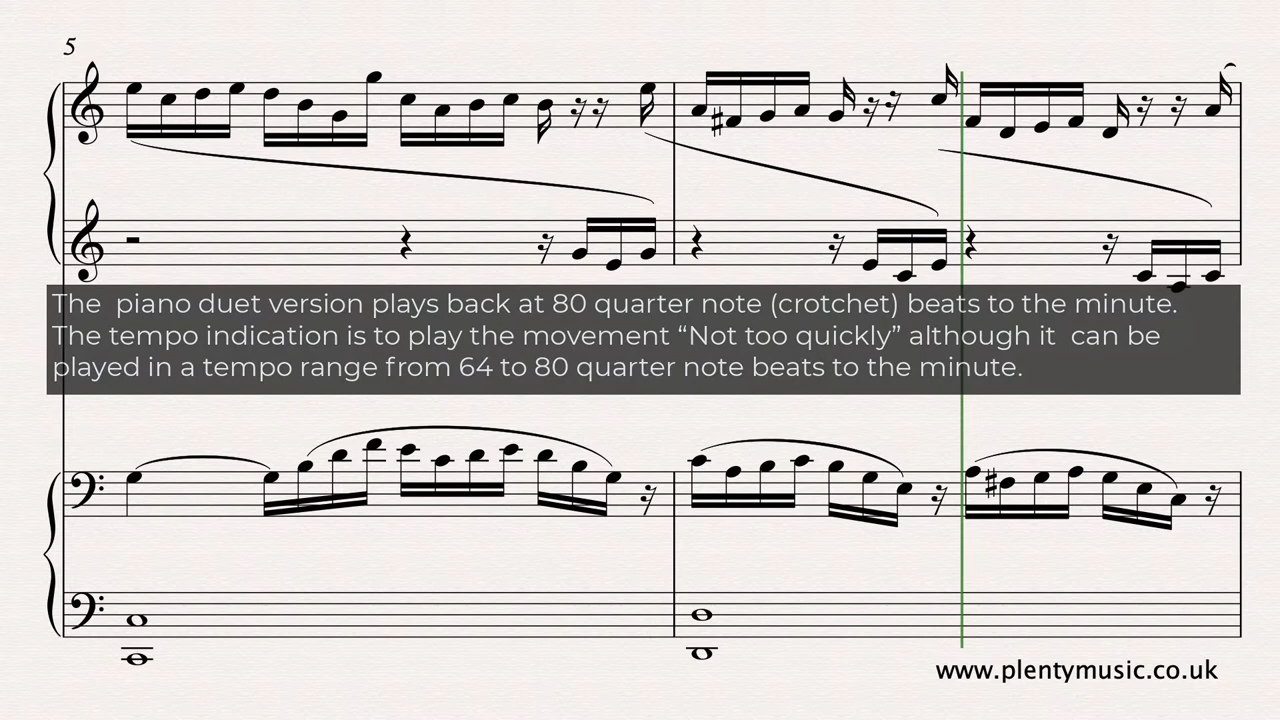 5
The  piano duet version plays back at 80 quarter note (crotchet) beats to the minute.
The tempo indication is to play the movement “Not too quickly” although it  can be
played in a tempo range from 64 to 80 quarter note beats to the minute.
www.plentymusic.co.uk